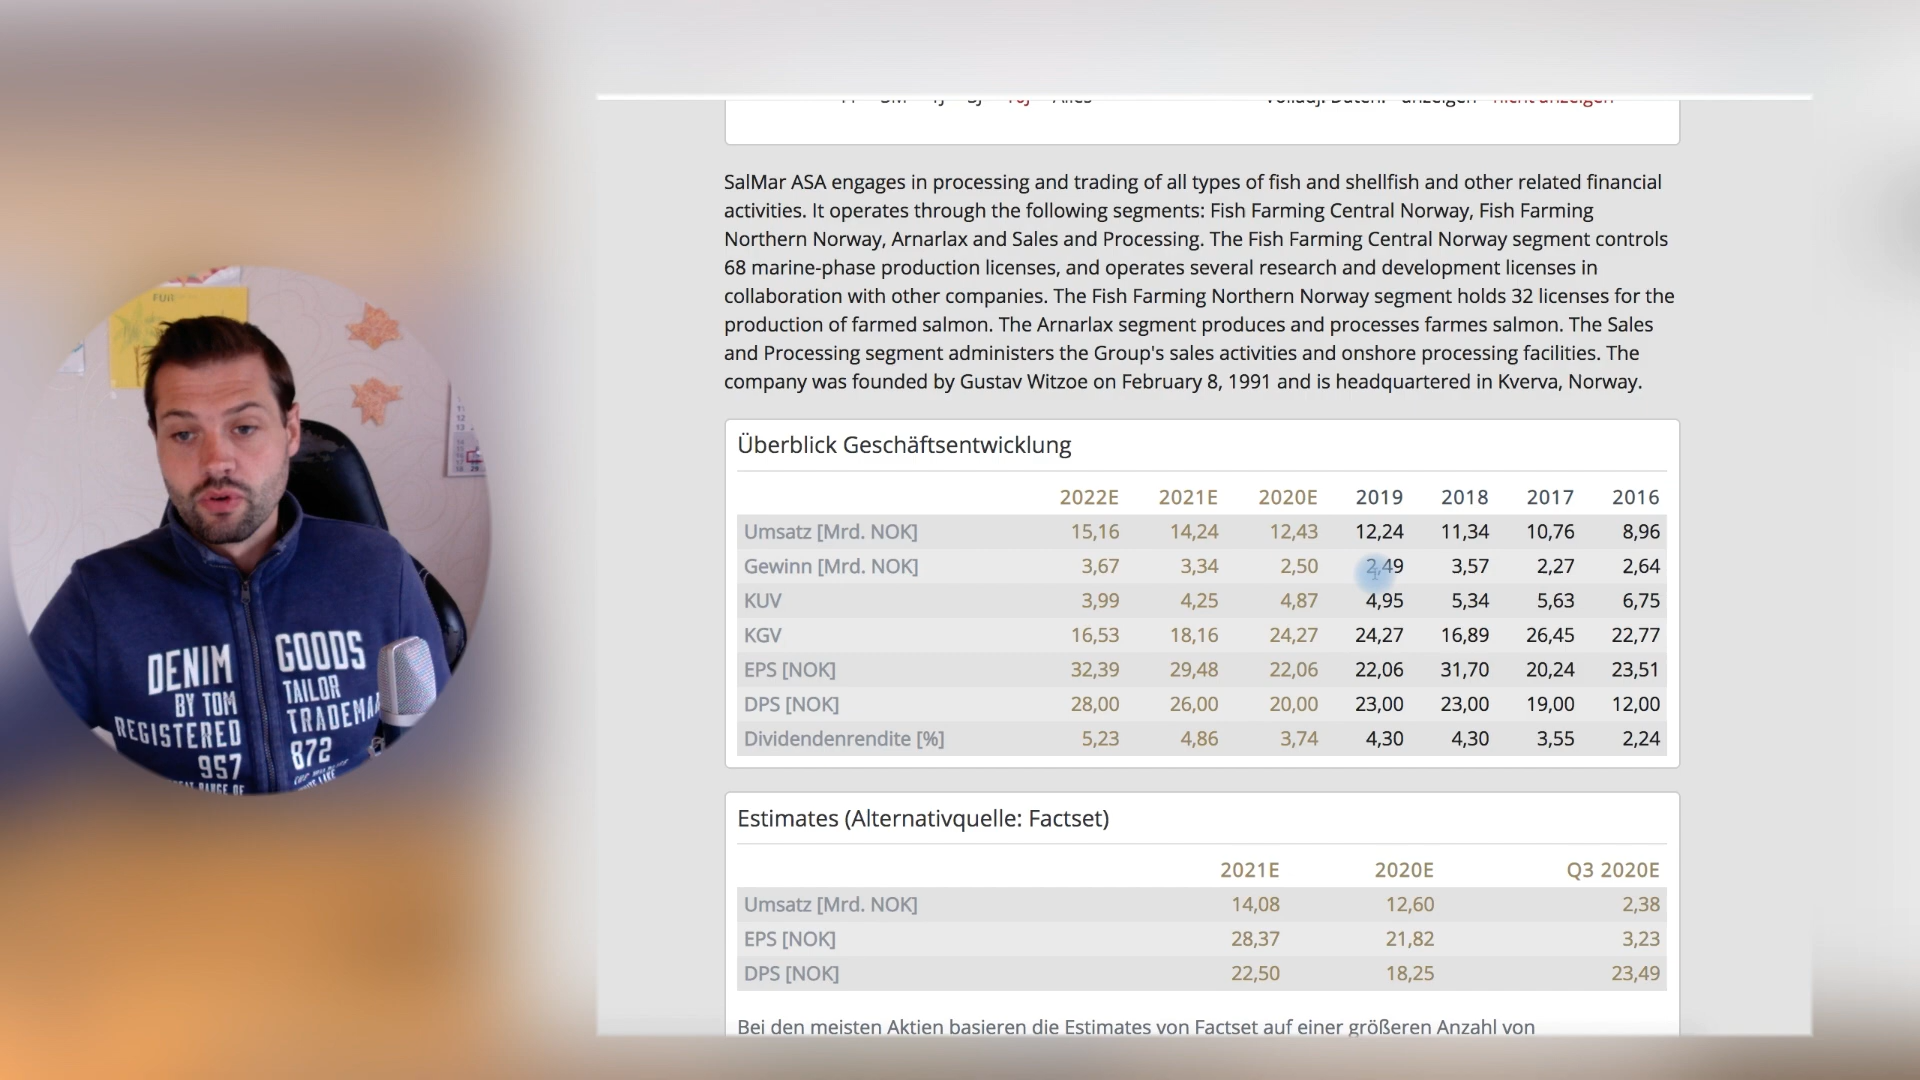 SalMar ASA engages in processing and trading of all types of fish and shellfish and other related financial
activities. It operates through the following segments: Fish Farming Central Norway, Fish Farming
Northern Norway, Arnarlax and Sales and Processing. The Fish Farming Central Norway segment controls
68 marine-phase production licenses, and operates several research and development licenses in
collaboration with other companies. The Fish Farming Northern Norway segment holds 32 licenses for the
production of farmed salmon. The Arnarlax segment produces and processes farmes salmon. The Sales
and Processing segment administers the Group's sales activities and onshore processing facilities. The
company was founded by Gustav Witzoe on February 8, 1991 and is headquartered in Kverva, Norway.
Überblick Geschäftsentwicklung
2022E 2021E 2020E 2019 2018 2017 2016
Umsatz [Mrd. NOK] 15,16 14,24 12,43 12,24 11,34 10,76 8,96
Gewinn [Mrd. NOK] 3,67 3,34 2,50 2,49 3,57 2,27 2,64
KUV 3,99 4,25 4,87 4,95 5,34 5,63 6,75
KGV 16,53 18,16 24,27 24,27 16,89 26,45 22,77
EPS [NOK] 32,39 29,48 22,06 22,06 31,70 20,24 23,51
DPS [NOK] 28,00 26,00 20,00 23,00 23,00 19,00 12,00
Dividendenrendite [%] 5,23 4,86 3,74 4,30 4,30 3,55 2,24
Estimates (Alternativquelle: Factset)
2021E 2020E Q3 2020E
Umsatz [Mrd. NOK] 14,08 12,60 2,38
EPS [NOK] 28,37 21,82 3,23
DPS [NOK] 22,50 18,25 23,49
Bei den meisten Aktien basieren die Estimates von Factset auf einer größeren Anzahl von
DENIM GOODS
BY TOM TAILOR
REGISTERED
957 872